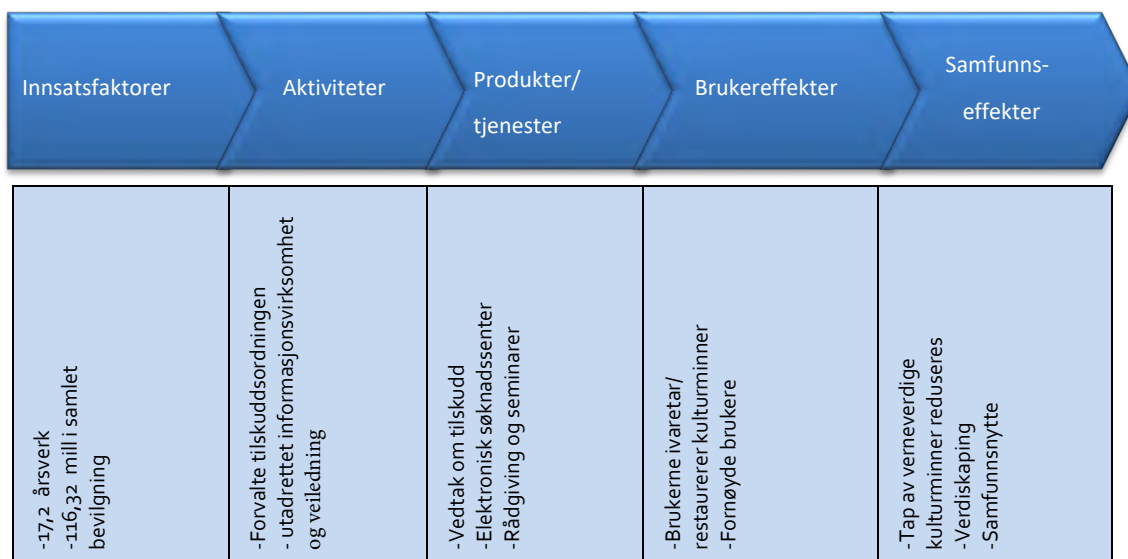 Innsatsfaktorer
Aktiviteter
Produkter/
tjenester
Brukereffekter
Samfunns-
effekter
-17,2 årsverk
-116,32 mill i samlet
bevilgning
-Forvalte tilskuddsordningen
- utadrettet informasjonsvirksomhet
og veiledning
-Vedtak om tilskudd
-Elektronisk søknadssenter
-Rådgiving og seminarer
-Brukerne ivaretar/
restaurerer kulturminner
-Fornøyde brukere
-Tap av verneverdige
kulturminner reduseres
-Verdiskaping
-Samfunnsnytte